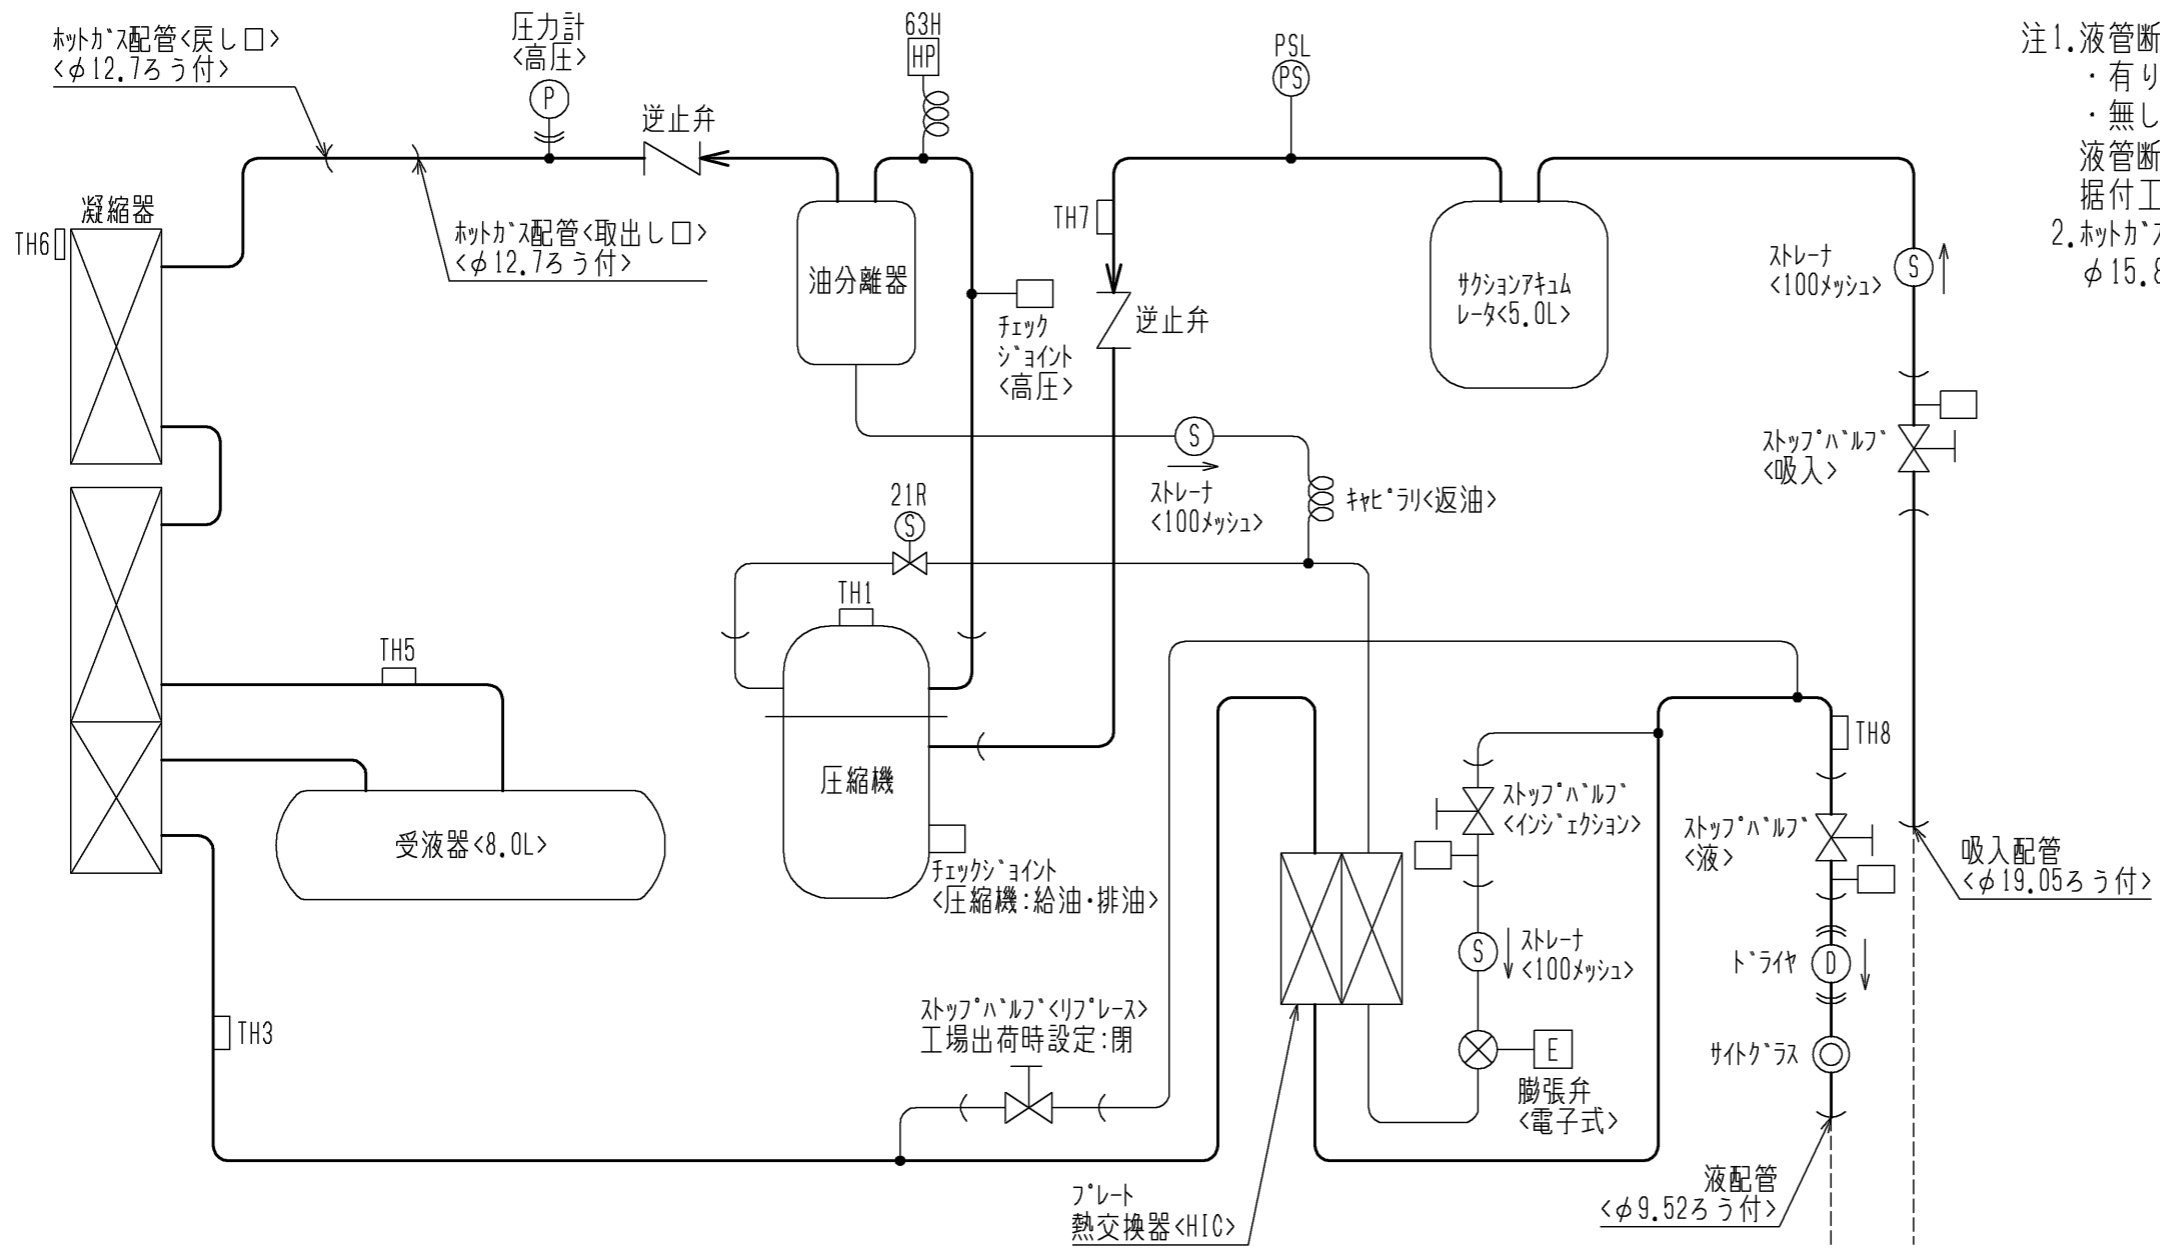 ﾎｯﾄｶﾞｽ配管<戻し口>
<φ12.7ろう付>
圧力計
<高圧>
P
逆止弁
63H
HP
PSL
PS
注1.液管断
・有り
・無し
液管断
据付工
2.ﾎｯﾄｶﾞｽ
φ15.8
凝縮器
TH6
ﾎｯﾄｶﾞｽ配管<取出し口>
<φ12.7ろう付>
油分離器
TH7
ﾁｪｯｸ
ｼﾞｮｲﾝﾄ
<高圧>
逆止弁
ｻｸｼｮﾝｱｷｭﾑ
ﾚｰﾀ<5.0L>
ｽﾄﾚｰﾅ
<100ﾒｯｼｭ>
S
S
ｽﾄﾚｰﾅ
<100ﾒｯｼｭ>
ｷｬﾋﾟﾗﾘ<返油>
ｽﾄｯﾌﾟﾊﾞﾙﾌﾞ
<吸入>
21R
S
TH1
TH5
圧縮機
受液器<8.0L>
ﾁｪｯｸｼﾞｮｲﾝﾄ
<圧縮機:給油･排油>
TH8
ｽﾄｯﾌﾟﾊﾞﾙﾌﾞ
<ｲﾝｼﾞｪｸｼｮﾝ>
ｽﾄｯﾌﾟﾊﾞﾙﾌﾞ
<液>
吸入配管
<φ19.05ろう付>
S
ｽﾄﾚｰﾅ
<100ﾒｯｼｭ>
ﾄﾞﾗｲﾔ
D
TH3
ｽﾄｯﾌﾟﾊﾞﾙﾌﾞ<ﾘﾌﾟﾚｰｽ>
工場出荷時設定:閉
E
膨張弁
<電子式>
ｻｲﾄｸﾞﾗｽ
ﾌﾟﾚｰﾄ
熱交換器<HIC>
液配管
<φ9.52ろう付>